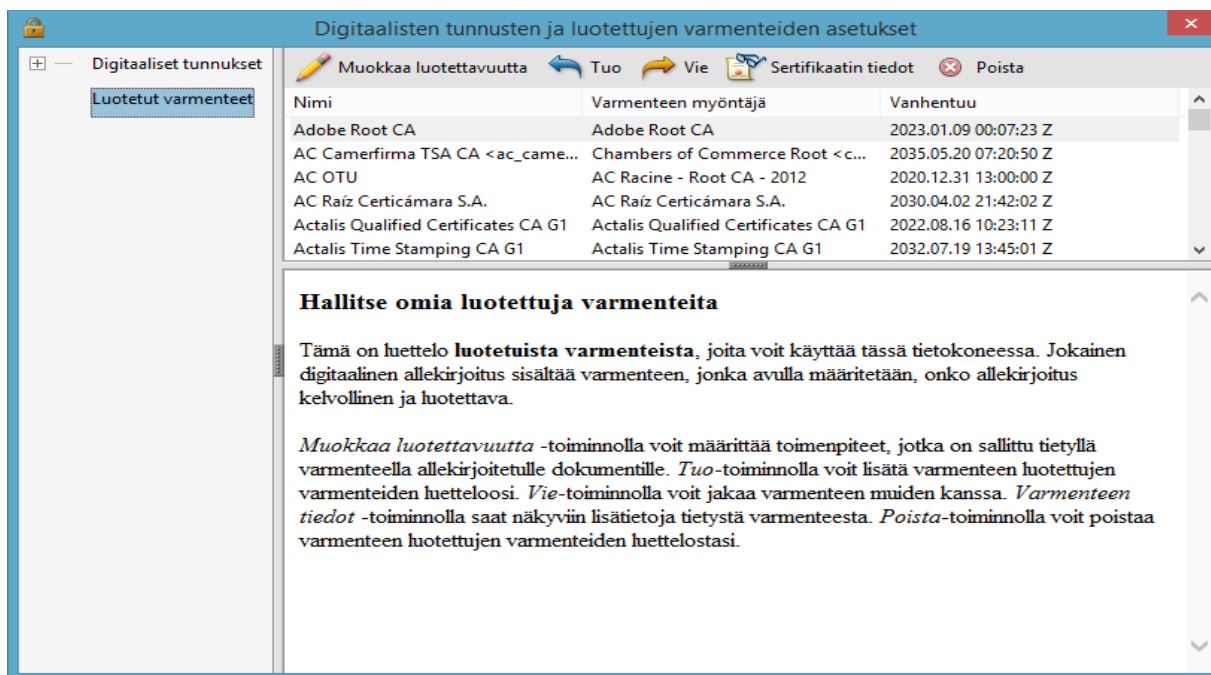 Digitaalisten tunnusten ja luotettujen varmenteiden asetukset
Digitaaliset tunnukset
Luotetut varmenteet
Muokkaa luotettavuutta Tuo Vie Sertifikaatin tiedot Poista
Nimi Varmenteen myöntäjä Vanhentuu
Adobe Root CA Adobe Root CA 2023.01.09 00:07:23 Z
AC Camerfirma TSA CA <ac_came... Chambers of Commerce Root <c... 2035.05.20 07:20:50 Z
AC OTU AC Racine - Root CA - 2012 2020.12.31 13:00:00 Z
AC Raíz Certicámara S.A. AC Raíz Certicámara S.A. 2030.04.02 21:42:02 Z
Actalis Qualified Certificates CA G1 Actalis Qualified Certificates CA G1 2022.08.16 10:23:11 Z
Actalis Time Stamping CA G1 Actalis Time Stamping CA G1 2032.07.19 13:45:01 Z
Hallitse omia luotettuja varmenteita
Tämä on luettelo luotetuista varmenteista, joita voit käyttää tässä tietokoneessa. Jokainen
digitaalinen allekirjoitus sisältää varmenteen, jonka avulla määritetään, onko allekirjoitus
kelvollinen ja luotettava.
Muokkaa luotettavuutta -toiminnolla voit määrittää toimenpiteet, jotka on sallittu tietyllä
varmenteella allekirjoitetulle dokumentille. Tuo-toiminnolla voit lisätä varmenteen luotettujen
varmenteiden luetteloosi. Vie-toiminnolla voit jakaa varmenteen muiden kanssa. Varmenteen
tiedot -toiminnolla saat näkyviin lisätietoja tietystä varmenteesta. Poista-toiminnolla voit poistaa
varmenteen luotettujen varmenteiden luettelostasi.